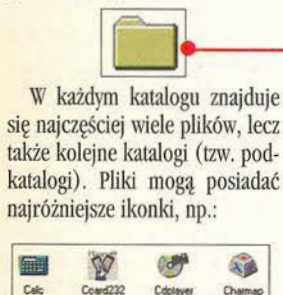 W każdym katalogu znajduje
się najczęściej wiele plików, lecz
także kolejne katalogi (tzw. pod-
katalogi). Pliki mogą posiadać
najróżniejsze ikonki, np.:
Calc Ccard232 Cdplayer Charmap